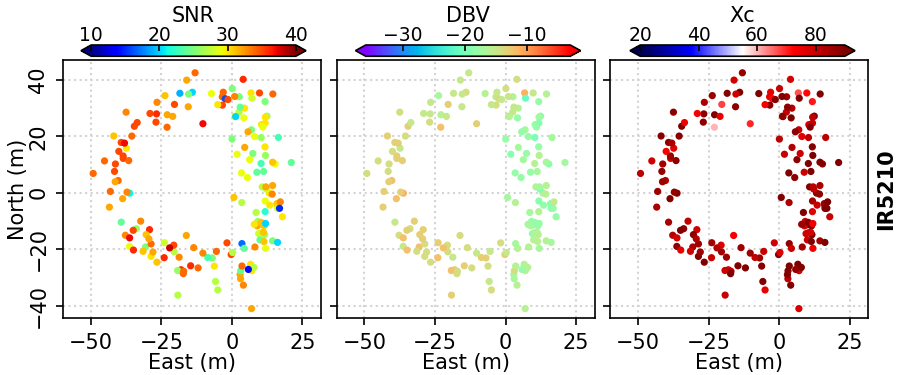 SNR DBV Xc
10 20 30 40 −30 −20 −10 20 40 60 80
North (m)
40
20
0
−20
−40
−50 −25 0 25 −50 −25 0 25 −50 −25 0 25
East (m) East (m) East (m)
IR5210